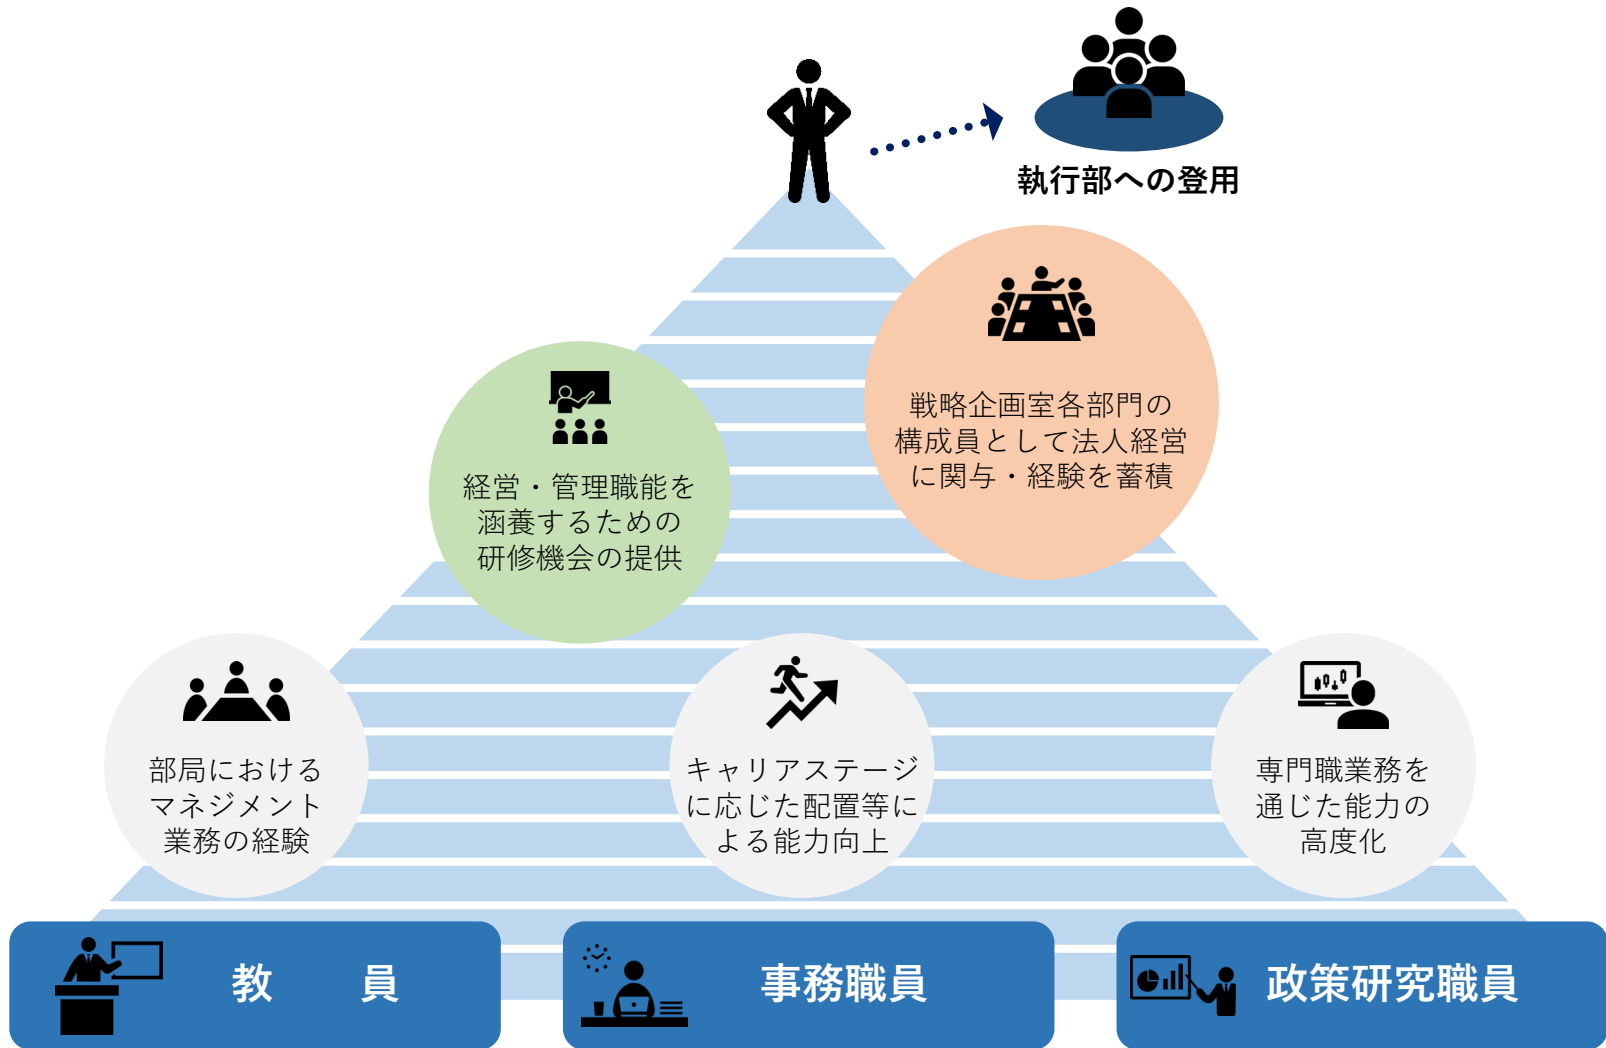 執行部への登用
戦略企画室各部門の
構成員として法人経営
に関与・経験を蓄積
経営・管理職能を
涵養するための
研修機会の提供
部局における
マネジメント
業務の経験
キャリアステージ
に応じた配置等に
よる能力向上
専門職業務を
通じた能力の
高度化
教　　員
事務職員
政策研究職員